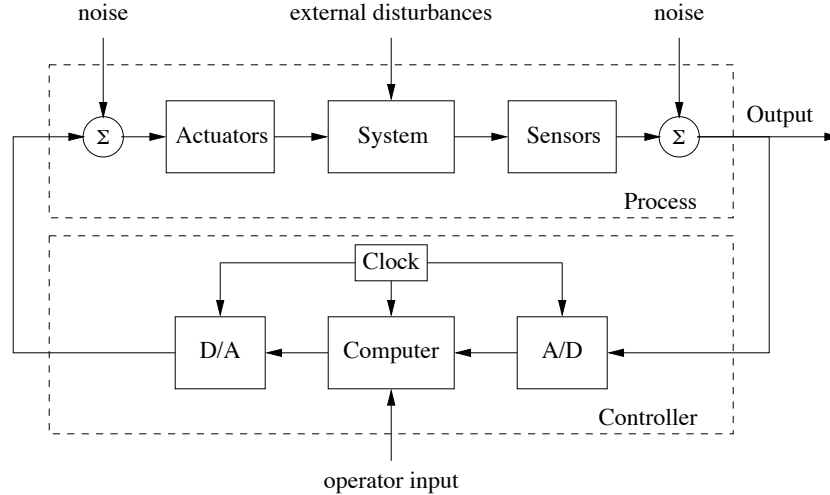 noise
external disturbances
noise
Σ
Actuators
System
Sensors
Σ
Output
Process
Clock
D/A
Computer
A/D
Controller
operator input